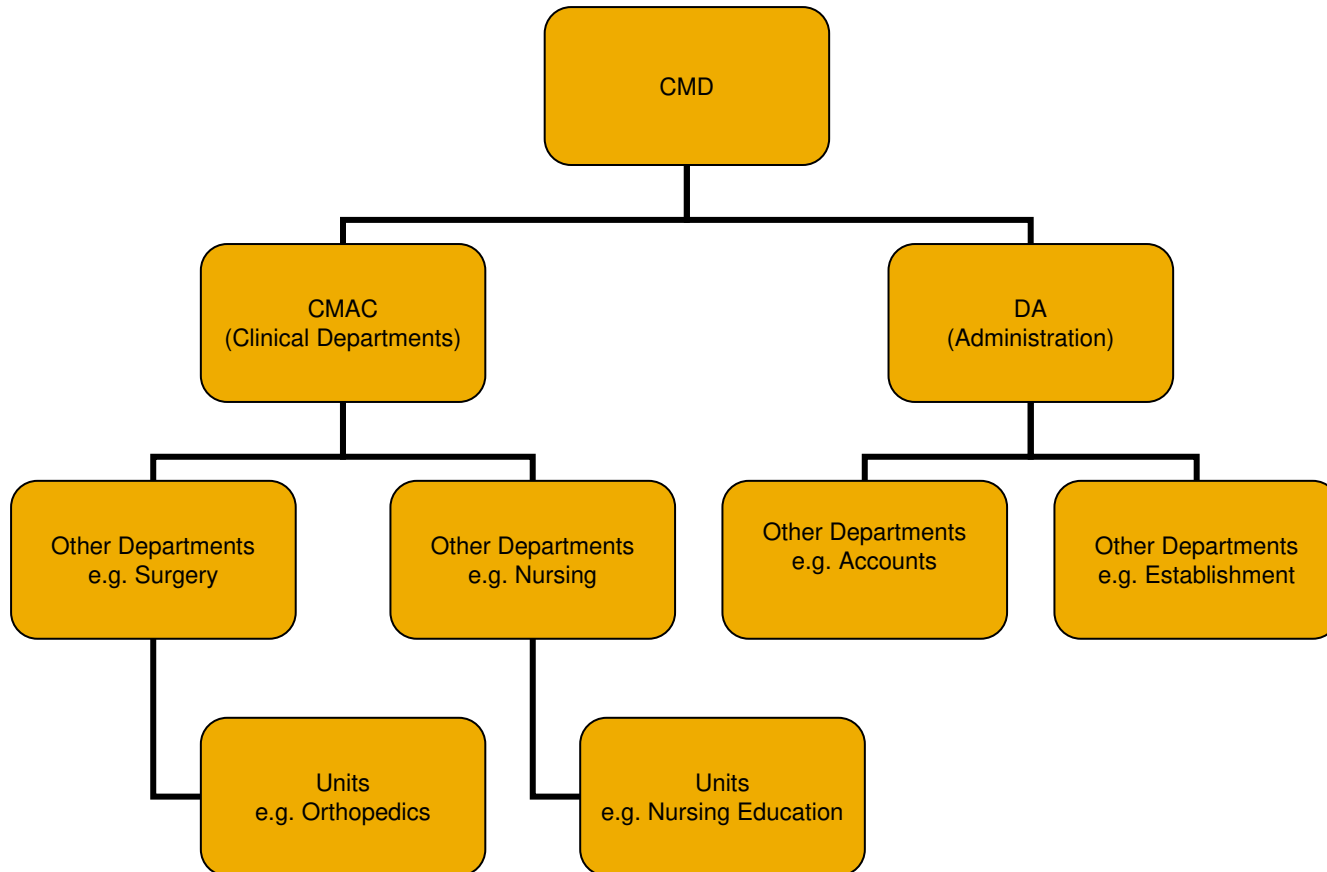 CMD
CMAC
(Clinical Departments)
DA
(Administration)
Other Departments
e.g. Surgery
Other Departments
e.g. Nursing
Other Departments
e.g. Accounts
Other Departments
e.g. Establishment
Units
e.g. Orthopedics
Units
e.g. Nursing Education